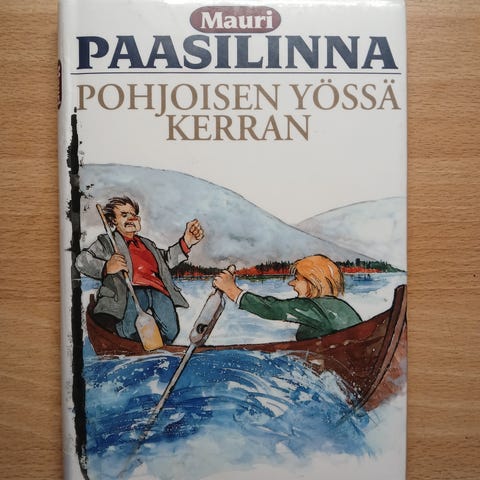 Mauri
PAASILINNA
POHJOISEN YÖSSÄ
KERRAN